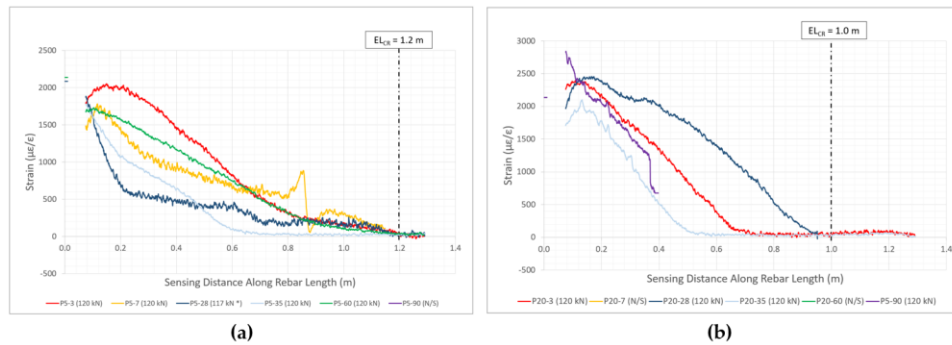 EL_CR = 1.2 m
2500
2000
1500
1000
500
0
-500
Strain (µε/ε)
0.0 0.2 0.4 0.6 0.8 1.0 1.2 1.4
Sensing Distance Along Rebar Length (m)
P5-3 (120 kN) P5-7 (120 kN) P5-28 (117 kN *) P5-35 (120 kN) P5-60 (120 kN) P5-90 (N/S)
(a)
EL_CR = 1.0 m
3000
2500
2000
1500
1000
500
0
-500
Strain (µε/ε)
0.0 0.2 0.4 0.6 0.8 1.0 1.2 1.4
Sensing Distance Along Rebar Length (m)
P20-3 (120 kN) P20-7 (N/S) P20-28 (120 kN) P20-35 (120 kN) P20-60 (N/S) P5-90 (120 kN)
(b)